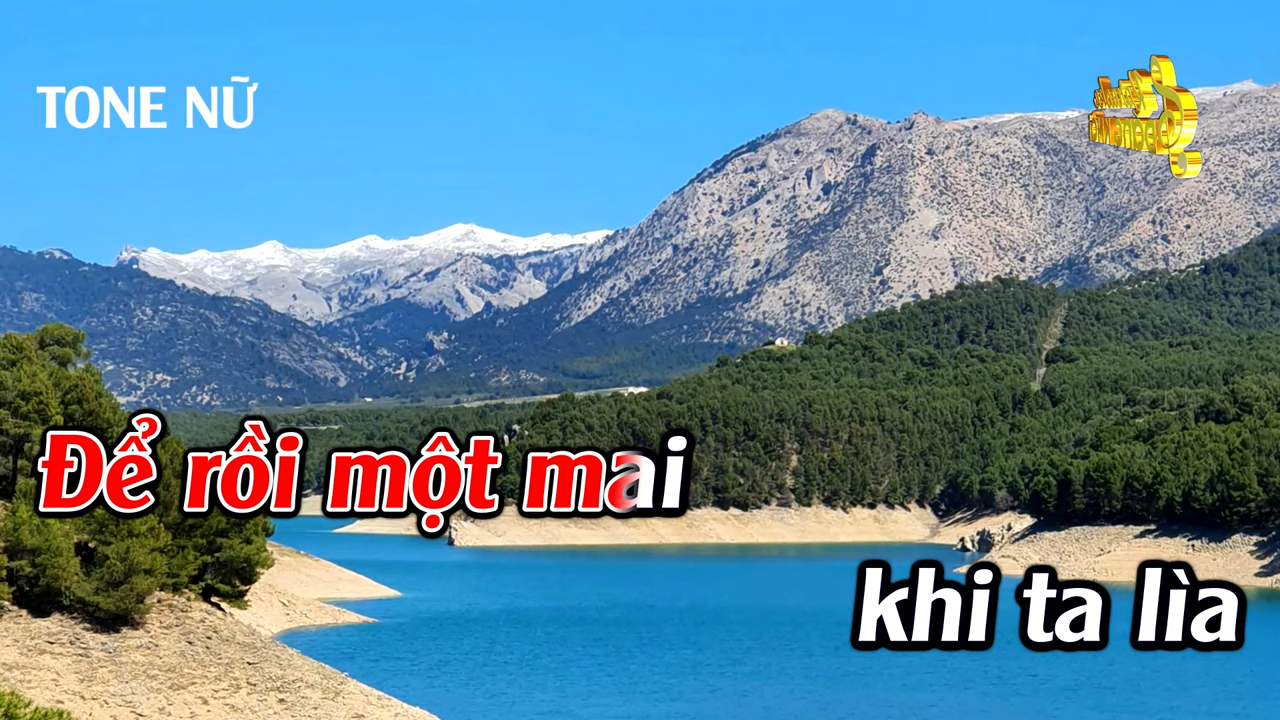 TONE NỮ
Để rồi một mai
khi ta lìa